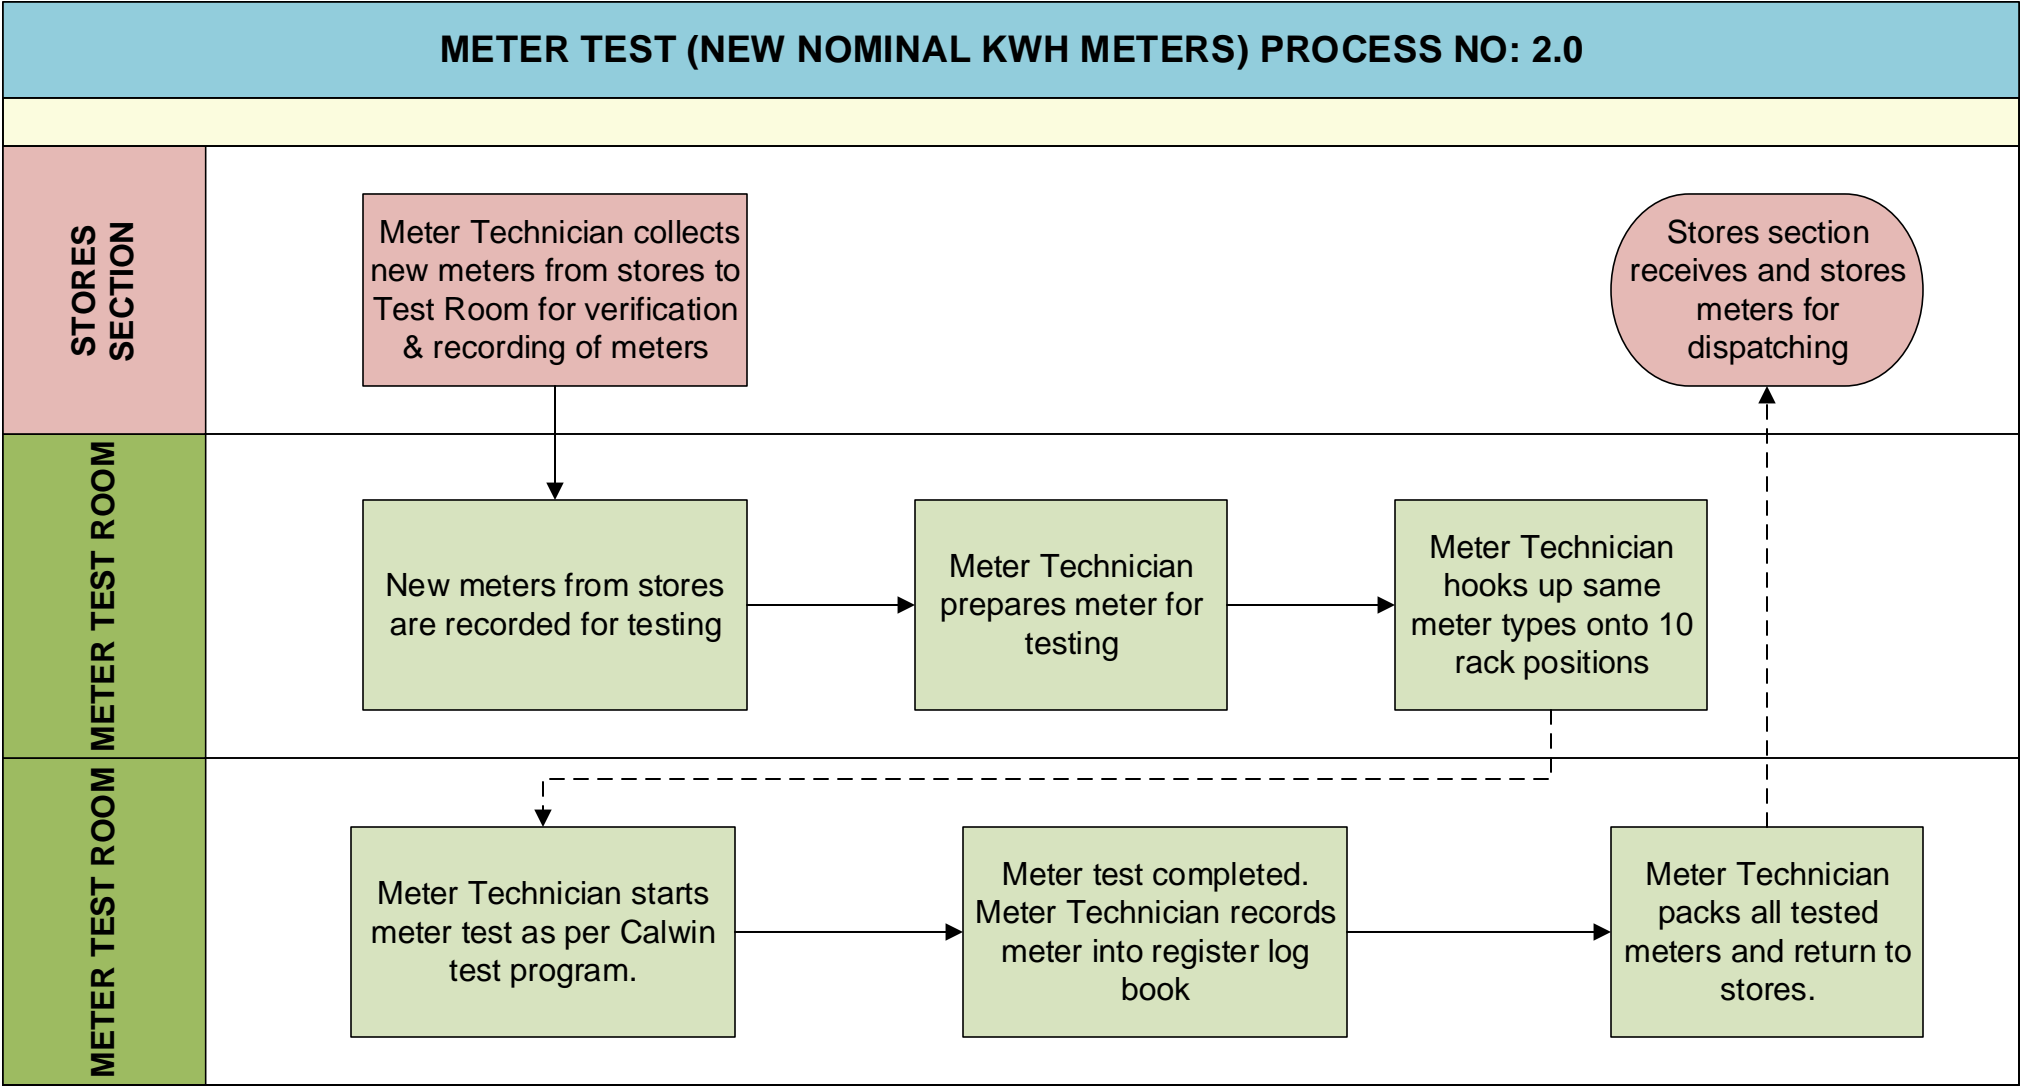 METER TEST (NEW NOMINAL KWH METERS) PROCESS NO: 2.0
STORES
SECTION
Meter Technician collects
new meters from stores to
Test Room for verification
& recording of meters
Stores section
receives and stores
meters for
dispatching
METER TEST ROOM
New meters from stores
are recorded for testing
Meter Technician
prepares meter for
testing
Meter Technician
hooks up same
meter types onto 10
rack positions
METER TEST ROOM
Meter Technician starts
meter test as per Calwin
test program.
Meter test completed.
Meter Technician records
meter into register log
book
Meter Technician
packs all tested
meters and return to
stores.